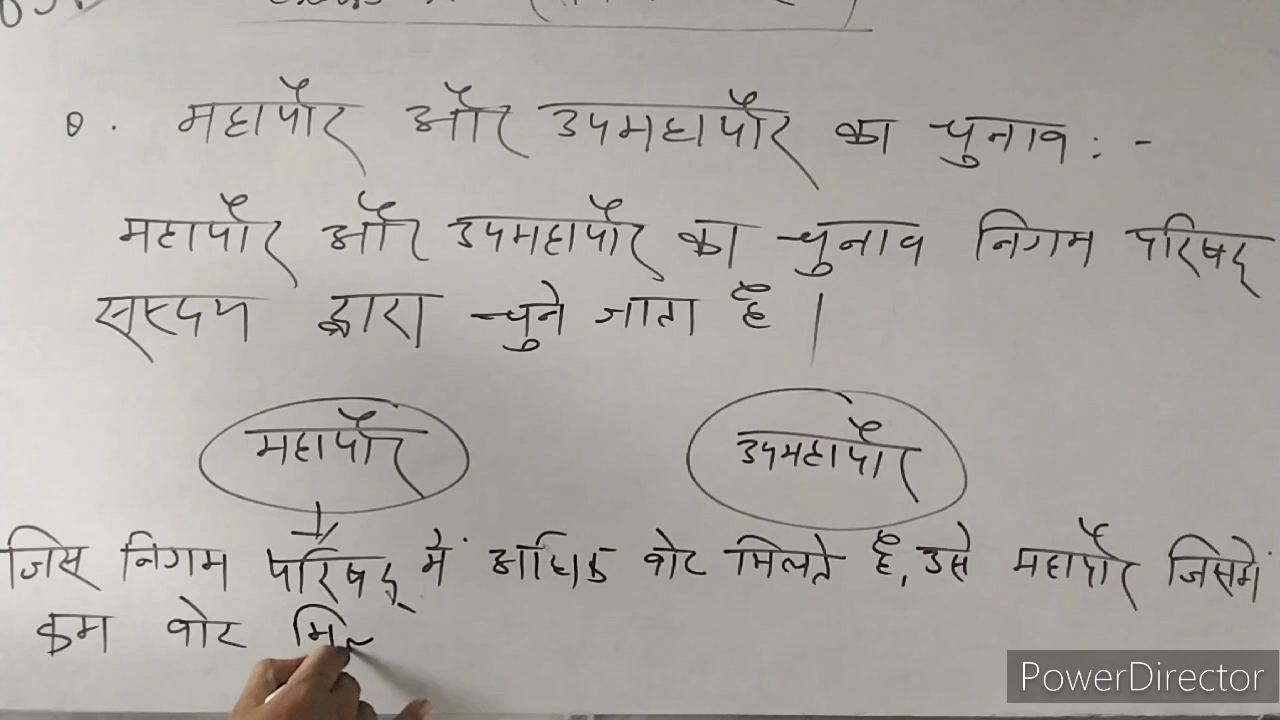 Q. महापौर और उपमहापौर का चुनाव : -
महापौर और उपमहापौर का चुनाव निगम परिषद्
सदस्य द्वारा चुने जाता है |
महापौर उपमहापौर
जिस निगम परिषद् में अधिक वोट मिलते है, उसे महापौर जिसमें
कम वोट
PowerDirector